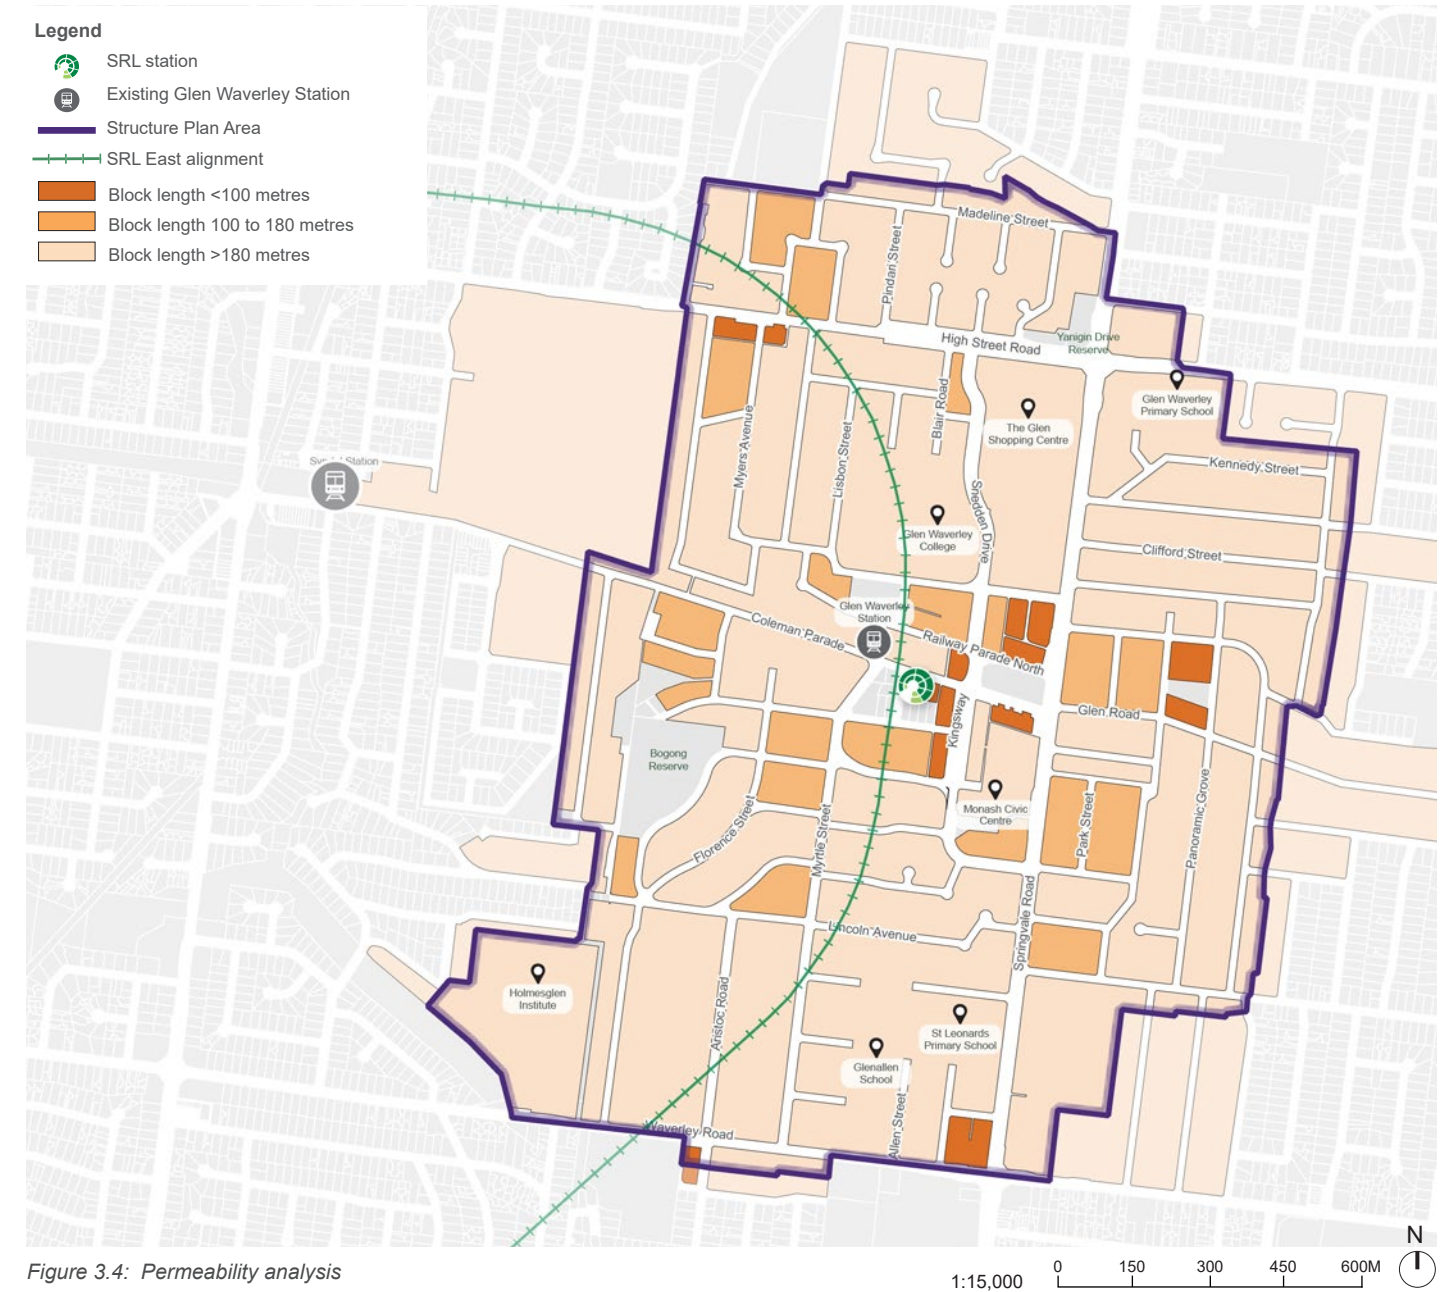 Legend
SRL station
Existing Glen Waverley Station
Structure Plan Area
SRL East alignment
Block length <100 metres
Block length 100 to 180 metres
Block length >180 metres
Madeline Street
Pindari Street
High Street Road
Yanigin Drive
Reserve
Glen Waverley
Primary School
The Glen
Shopping Centre
Blair Road
Myers Avenue
Lisbon Street
Kennedy Street
Station
Snedden Drive
Glen Waverley
College
Clifford Street
Glen Waverley
Station
Coleman Parade
Railway Parade North
Kingsway
Glen Road
Bogong
Reserve
Monash Civic
Centre
Florence Street
Myrtle Street
Park Street
Panoramic Grove
Springvale Road
Lincoln Avenue
Holmesglen
Institute
Aristoc Road
St Leonards
Primary School
Glenallen
School
Allen Street
Waverley Road
Figure 3.4: Permeability analysis
1:15,000
0 150 300 450 600M
N